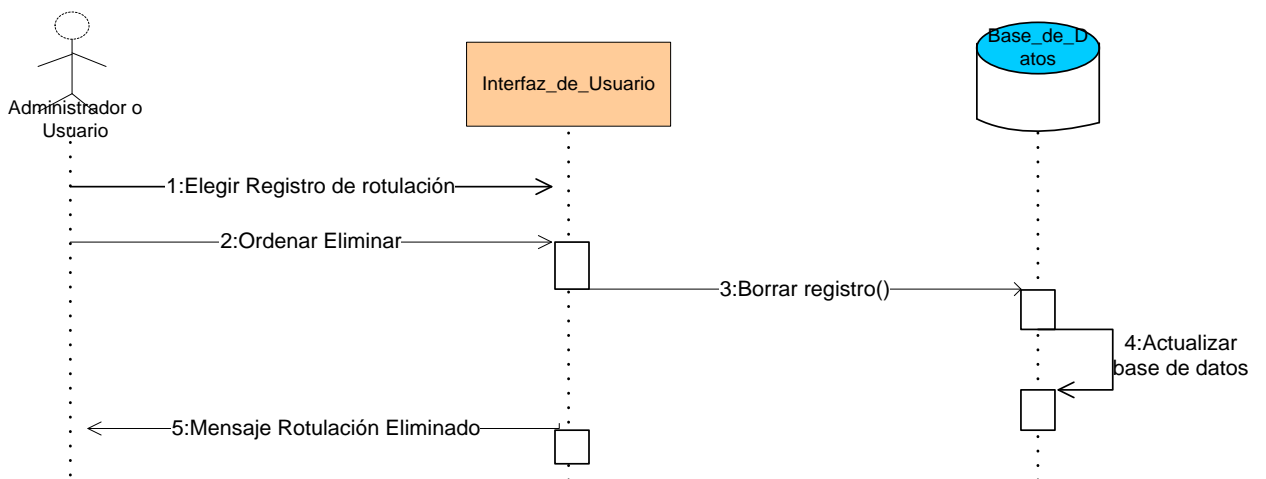 Administrador o
Usuario
Interfaz_de_Usuario
Base_de_D
atos
1:Elegir Registro de rotulación
2:Ordenar Eliminar
3:Borrar registro()
4:Actualizar
base de datos
5:Mensaje Rotulación Eliminado